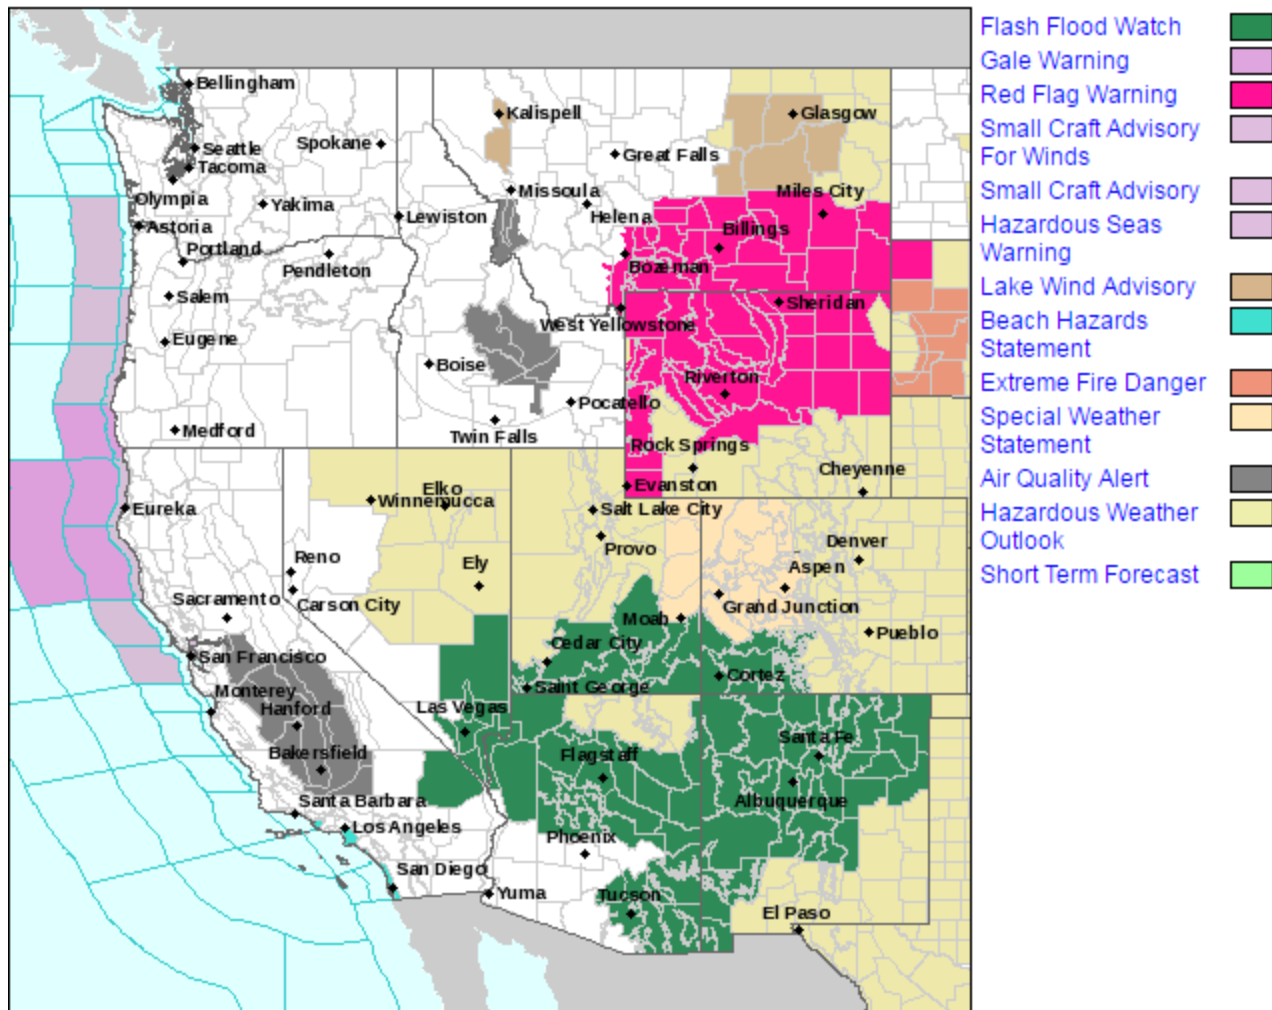 Bellingham
Seattle
Tacoma
Olympia
Spokane
Kalispell
Glasgow
Great Falls
Yakima
Astoria
Lewiston
Missoula
Helena
Miles City
Portland
Pendleton
Billings
Bozeman
Salem
West Yellowstone
Sheridan
Eugene
Boise
Riverton
Pocatello
Medford
Twin Falls
Rock Springs
Cheyenne
Evanston
Eureka
Winnemucca
Elko
Salt Lake City
Provo
Denver
Reno
Ely
Aspen
Carson City
Sacramento
Grand Junction
Moab
Pueblo
San Francisco
Cedar City
Cortez
Saint George
Monterey
Hanford
Las Vegas
Flagstaff
Santa Fe
Bakersfield
Albuquerque
Santa Barbara
Los Angeles
Phoenix
San Diego
Yuma
Tucson
El Paso
Flash Flood Watch
Gale Warning
Red Flag Warning
Small Craft Advisory
For Winds
Small Craft Advisory
Hazardous Seas
Warning
Lake Wind Advisory
Beach Hazards
Statement
Extreme Fire Danger
Special Weather
Statement
Air Quality Alert
Hazardous Weather
Outlook
Short Term Forecast